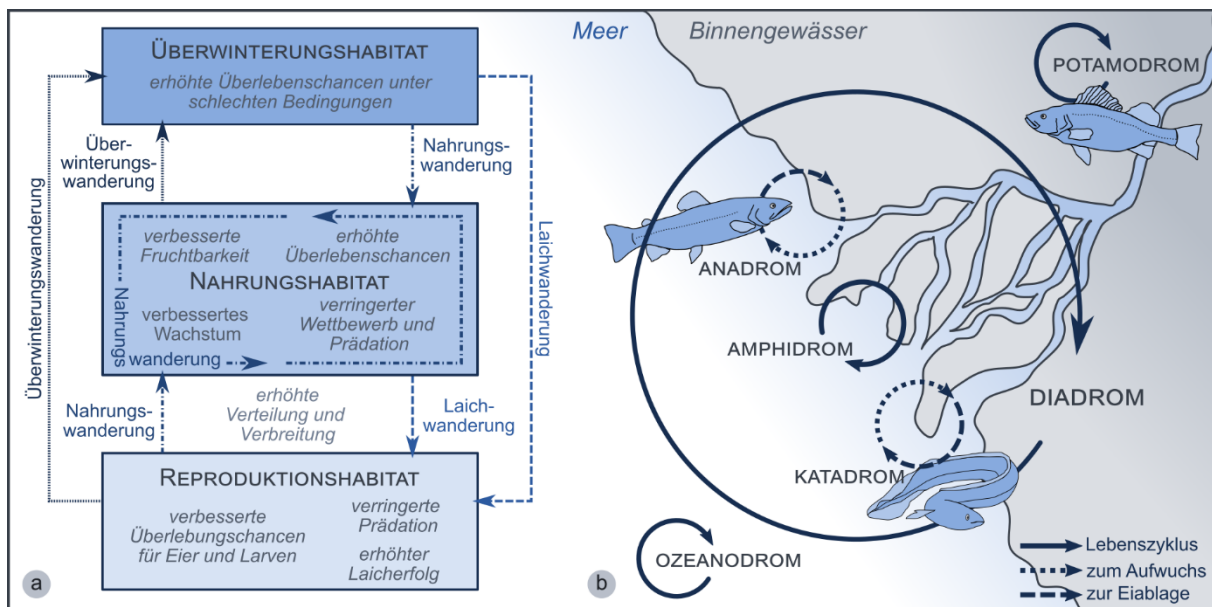 ÜBERWINTERUNGSHABITAT
erhöhte Überlebenschancen unter
schlechten Bedingungen
Überwinterungswanderung
Über-
winterungs-
wanderung
Nahrungs-
wanderung
Laichwanderung
verbesserte
Fruchtbarkeit
erhöhte
Überlebenschancen
NAHRUNGSHABITAT
verbessertes
Wachstum
verringerter
Wettbewerb und
Prädation
Nahrungs
wanderung
Nahrungs-
wanderung
erhöhte
Verteilung und
Verbreitung
Laich-
wanderung
REPRODUKTIONSHABITAT
verbesserte
Überlebungschancen
für Eier und Larven
verringerte
Prädation
erhöhter
Laicherfolg
a
Meer
Binnengewässer
POTAMODROM
ANADROM
AMPHIDROM
DIADROM
KATADROM
OZEANODROM
Lebenszyklus
zum Aufwuchs
zur Eiablage
b